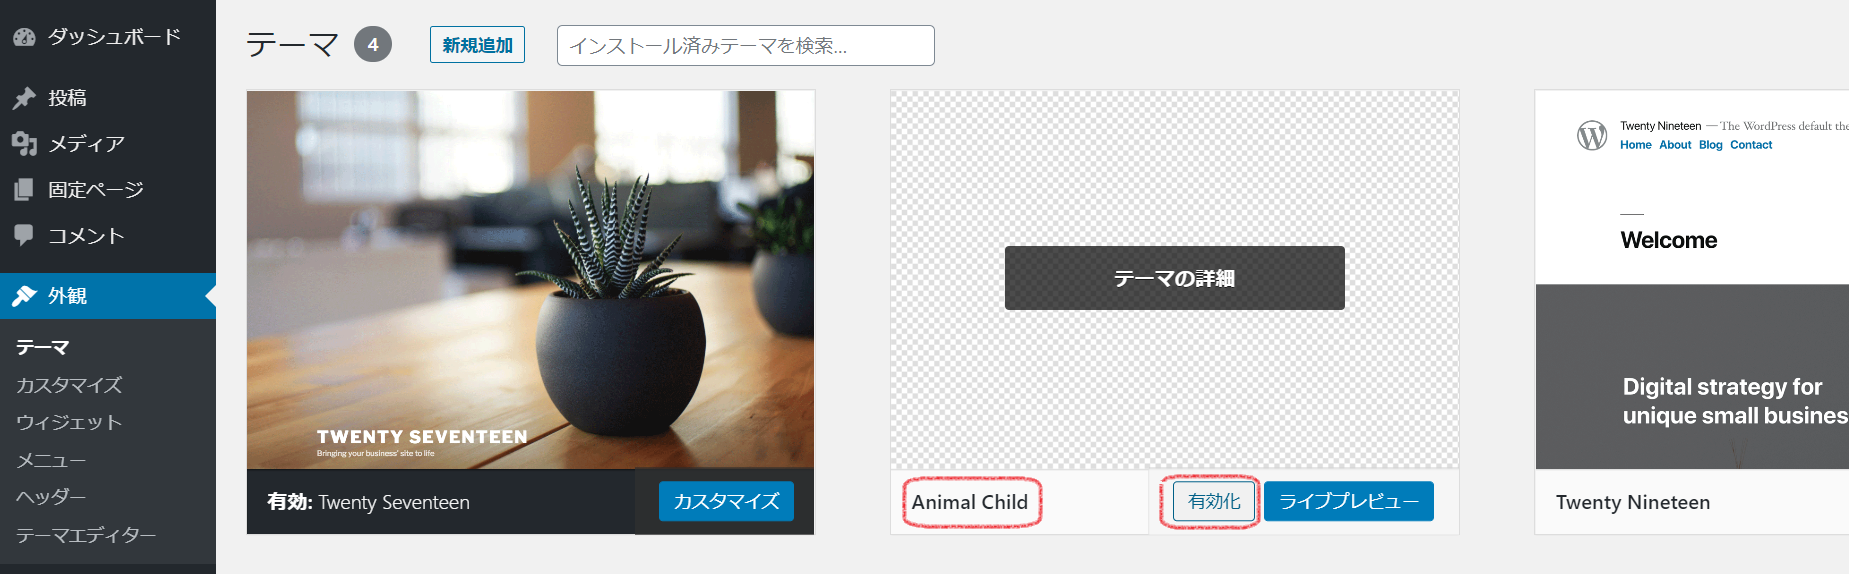 ダッシュボード
投稿
メディア
固定ページ
コメント
外観
テーマ
カスタマイズ
ウィジェット
メニュー
ヘッダー
テーマエディター
テーマ 4 新規追加 インストール済みテーマを検索...
TWENTY SEVENTEEN
Bringing your business' site to life
有効: Twenty Seventeen カスタマイズ
テーマの詳細
Animal Child 有効化 ライブプレビュー
Twenty Nineteen — The WordPress default the
Home About Blog Contact
Welcome
Digital strategy for
unique small busines
Twenty Nineteen